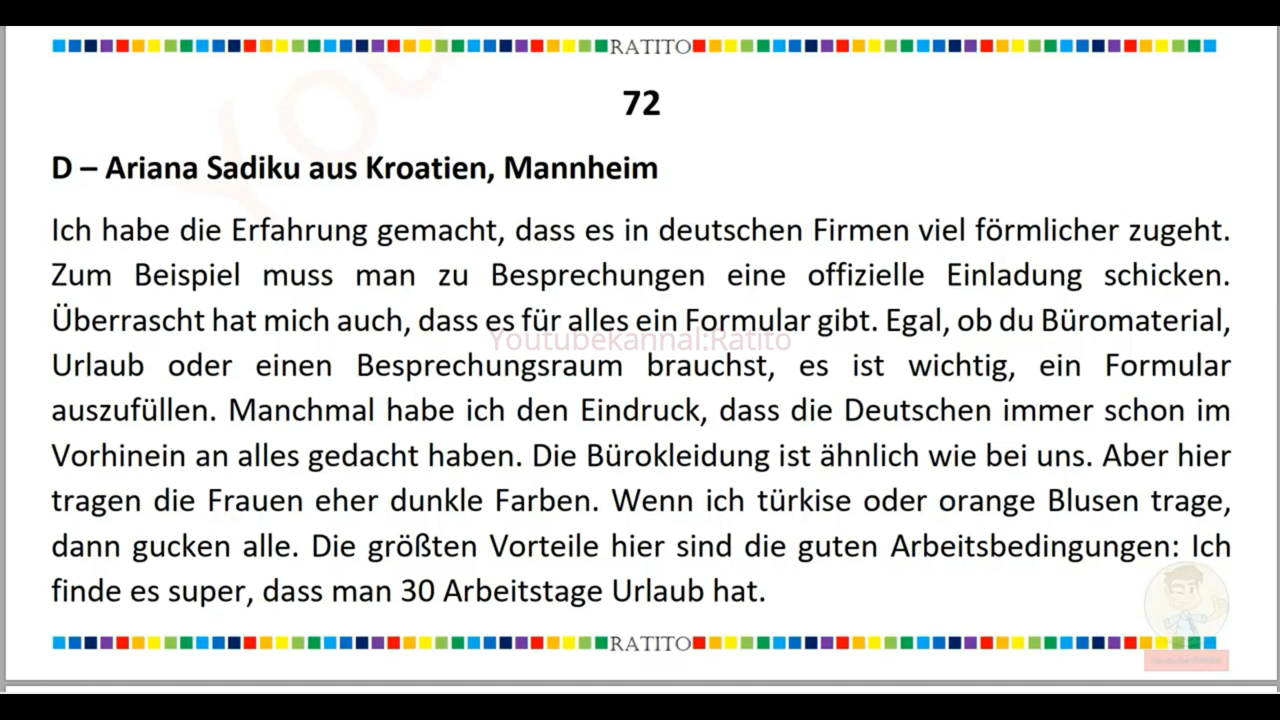 RATITO
72
D – Ariana Sadiku aus Kroatien, Mannheim
Ich habe die Erfahrung gemacht, dass es in deutschen Firmen viel förmlicher zugeht.
Zum Beispiel muss man zu Besprechungen eine offizielle Einladung schicken.
Überrascht hat mich auch, dass es für alles ein Formular gibt. Egal, ob du Büromaterial,
Youtubekannal:Ratito
Urlaub oder einen Besprechungsraum brauchst, es ist wichtig, ein Formular
auszufüllen. Manchmal habe ich den Eindruck, dass die Deutschen immer schon im
Vorhinein an alles gedacht haben. Die Bürokleidung ist ähnlich wie bei uns. Aber hier
tragen die Frauen eher dunkle Farben. Wenn ich türkise oder orange Blusen trage,
dann gucken alle. Die größten Vorteile hier sind die guten Arbeitsbedingungen: Ich
finde es super, dass man 30 Arbeitstage Urlaub hat.
RATITO